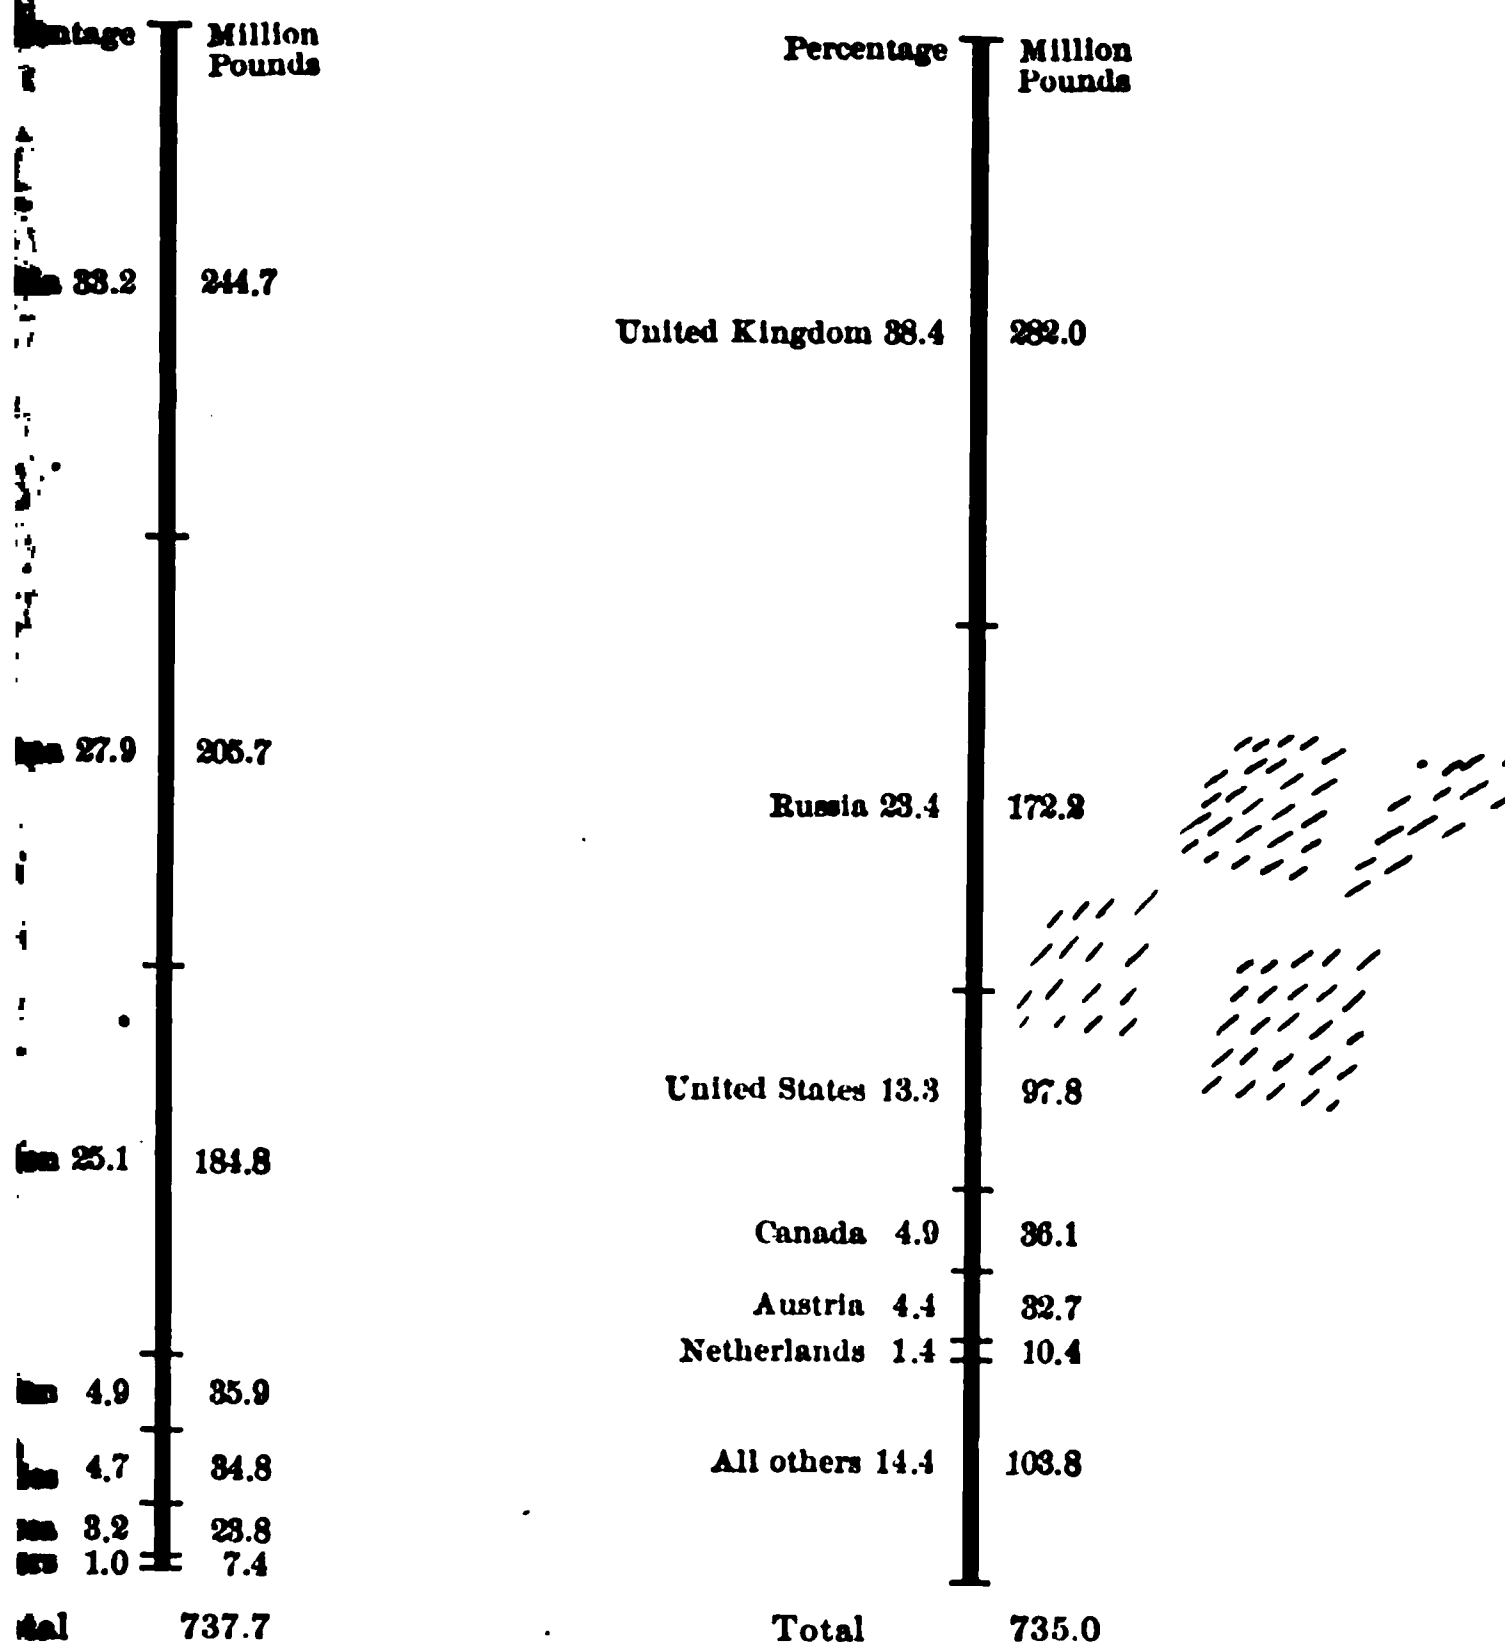 Million
Pounds
33.2 244.7
27.9 205.7
25.1 184.8
4.9 35.9
4.7 34.8
3.2 23.8
1.0 7.4
737.7
Percentage Million
Pounds
United Kingdom 38.4 282.0
Russia 23.4 172.2
United States 13.3 97.8
Canada 4.9 36.1
Austria 4.4 32.7
Netherlands 1.4 10.4
All others 14.4 103.8
Total 735.0